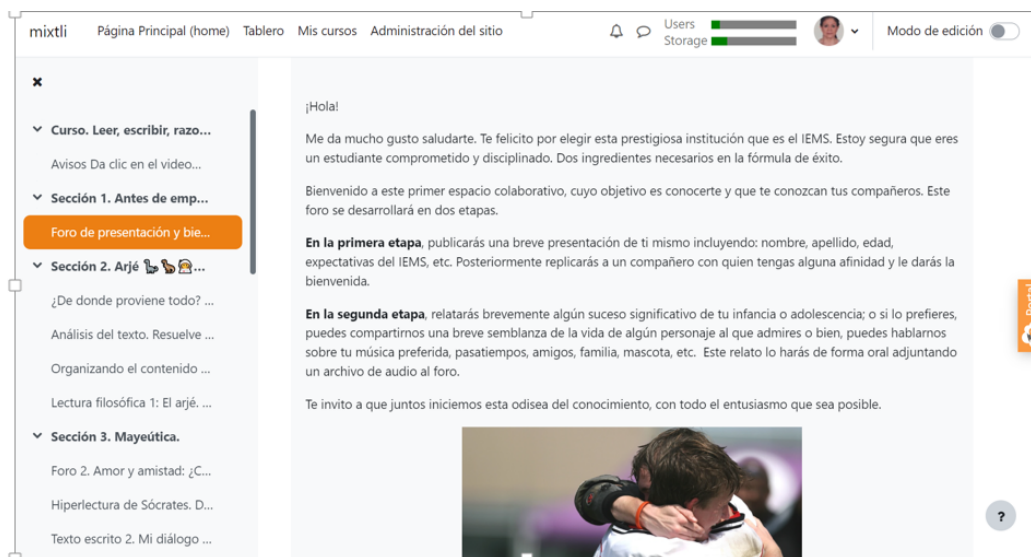 mixtli Página Principal (home) Tablero Mis cursos Administración del sitio Users Modo de edición
Storage
Curso. Leer, escribir, razo...
Avisos Da clic en el video...
Sección 1. Antes de emp...
Foro de presentación y bie...
Sección 2. Arjé ...
¿De donde proviene todo? ...
Análisis del texto. Resuelve ...
Organizando el contenido ...
Lectura filosófica 1: El arjé. ...
Sección 3. Mayéutica.
Foro 2. Amor y amistad: ¿C...
Hiperlectura de Sócrates. D...
Texto escrito 2. Mi diálogo ...
¡Hola!
Me da mucho gusto saludarte. Te felicito por elegir esta prestigiosa institución que es el IEMS. Estoy segura que eres
un estudiante comprometido y disciplinado. Dos ingredientes necesarios en la fórmula de éxito.
Bienvenido a este primer espacio colaborativo, cuyo objetivo es conocerte y que te conozcan tus compañeros. Este
foro se desarrollará en dos etapas.
En la primera etapa, publicarás una breve presentación de ti mismo incluyendo: nombre, apellido, edad,
expectativas del IEMS, etc. Posteriormente replicarás a un compañero con quien tengas alguna afinidad y le darás la
bienvenida.
En la segunda etapa, relatarás brevemente algún suceso significativo de tu infancia o adolescencia; o si lo prefieres,
puedes compartirnos una breve semblanza de la vida de algún personaje al que admires o bien, puedes hablarnos
sobre tu música preferida, pasatiempos, amigos, familia, mascota, etc. Este relato lo harás de forma oral adjuntando
un archivo de audio al foro.
Te invito a que juntos iniciemos esta odisea del conocimiento, con todo el entusiasmo que sea posible.
?